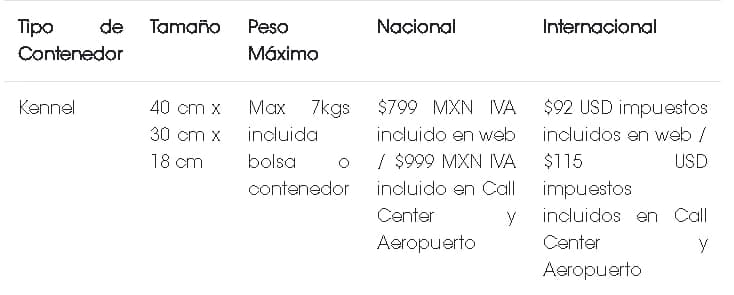 Tipo de Contenedor
Tamaño
Peso Máximo
Nacional
Internacional
Kennel
40 cm x
30 cm x
18 cm
Max 7kgs
incluida
bolsa o
contenedor
$799 MXN IVA
incluido en web
/ $999 MXN IVA
incluido en Call
Center y
Aeropuerto
$92 USD impuestos
incluidos en web /
$115 USD
impuestos
incluidos en Call
Center y
Aeropuerto